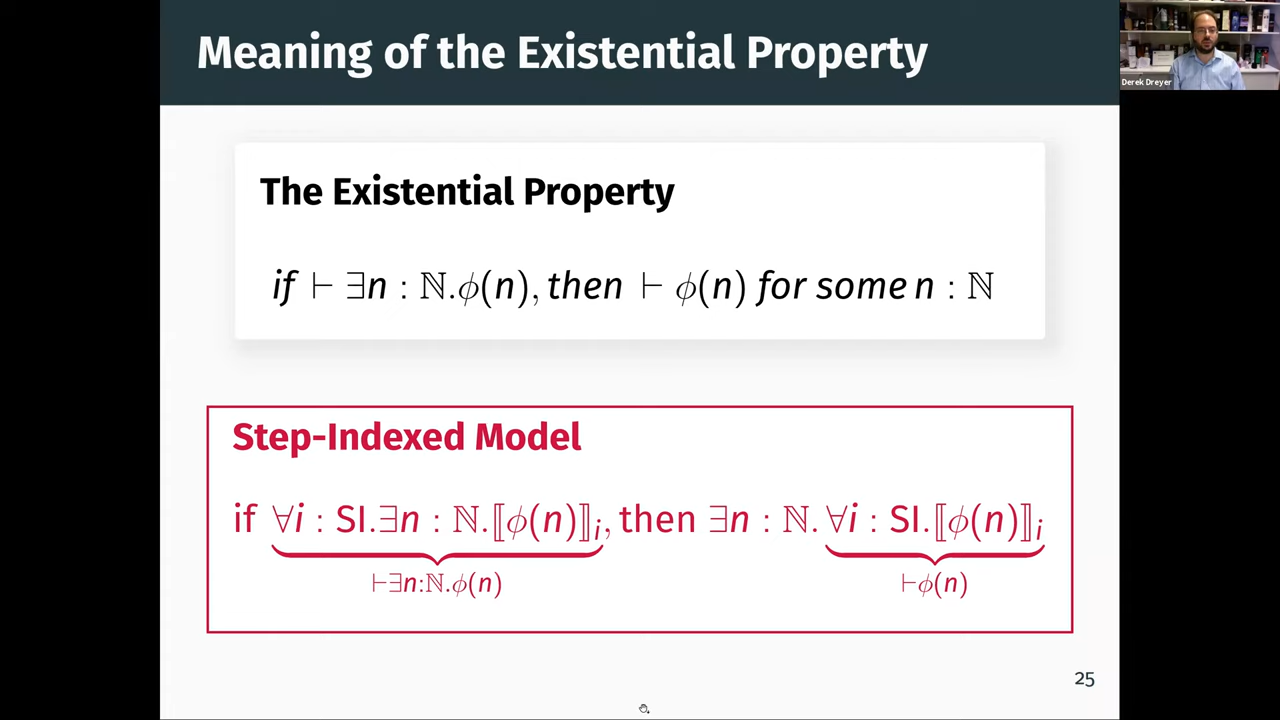 Meaning of the Existential Property
Derek Dreyer
The Existential Property
if ⊢ ∃n : ℕ.ϕ(n), then ⊢ ϕ(n) for some n : ℕ
Step-Indexed Model
if ∀i : SI.∃n : ℕ.⟦ϕ(n)⟧ᵢ, then ∃n : ℕ. ∀i : SI.⟦ϕ(n)⟧ᵢ
⊢∃n:ℕ.ϕ(n) ⊢ϕ(n)
25